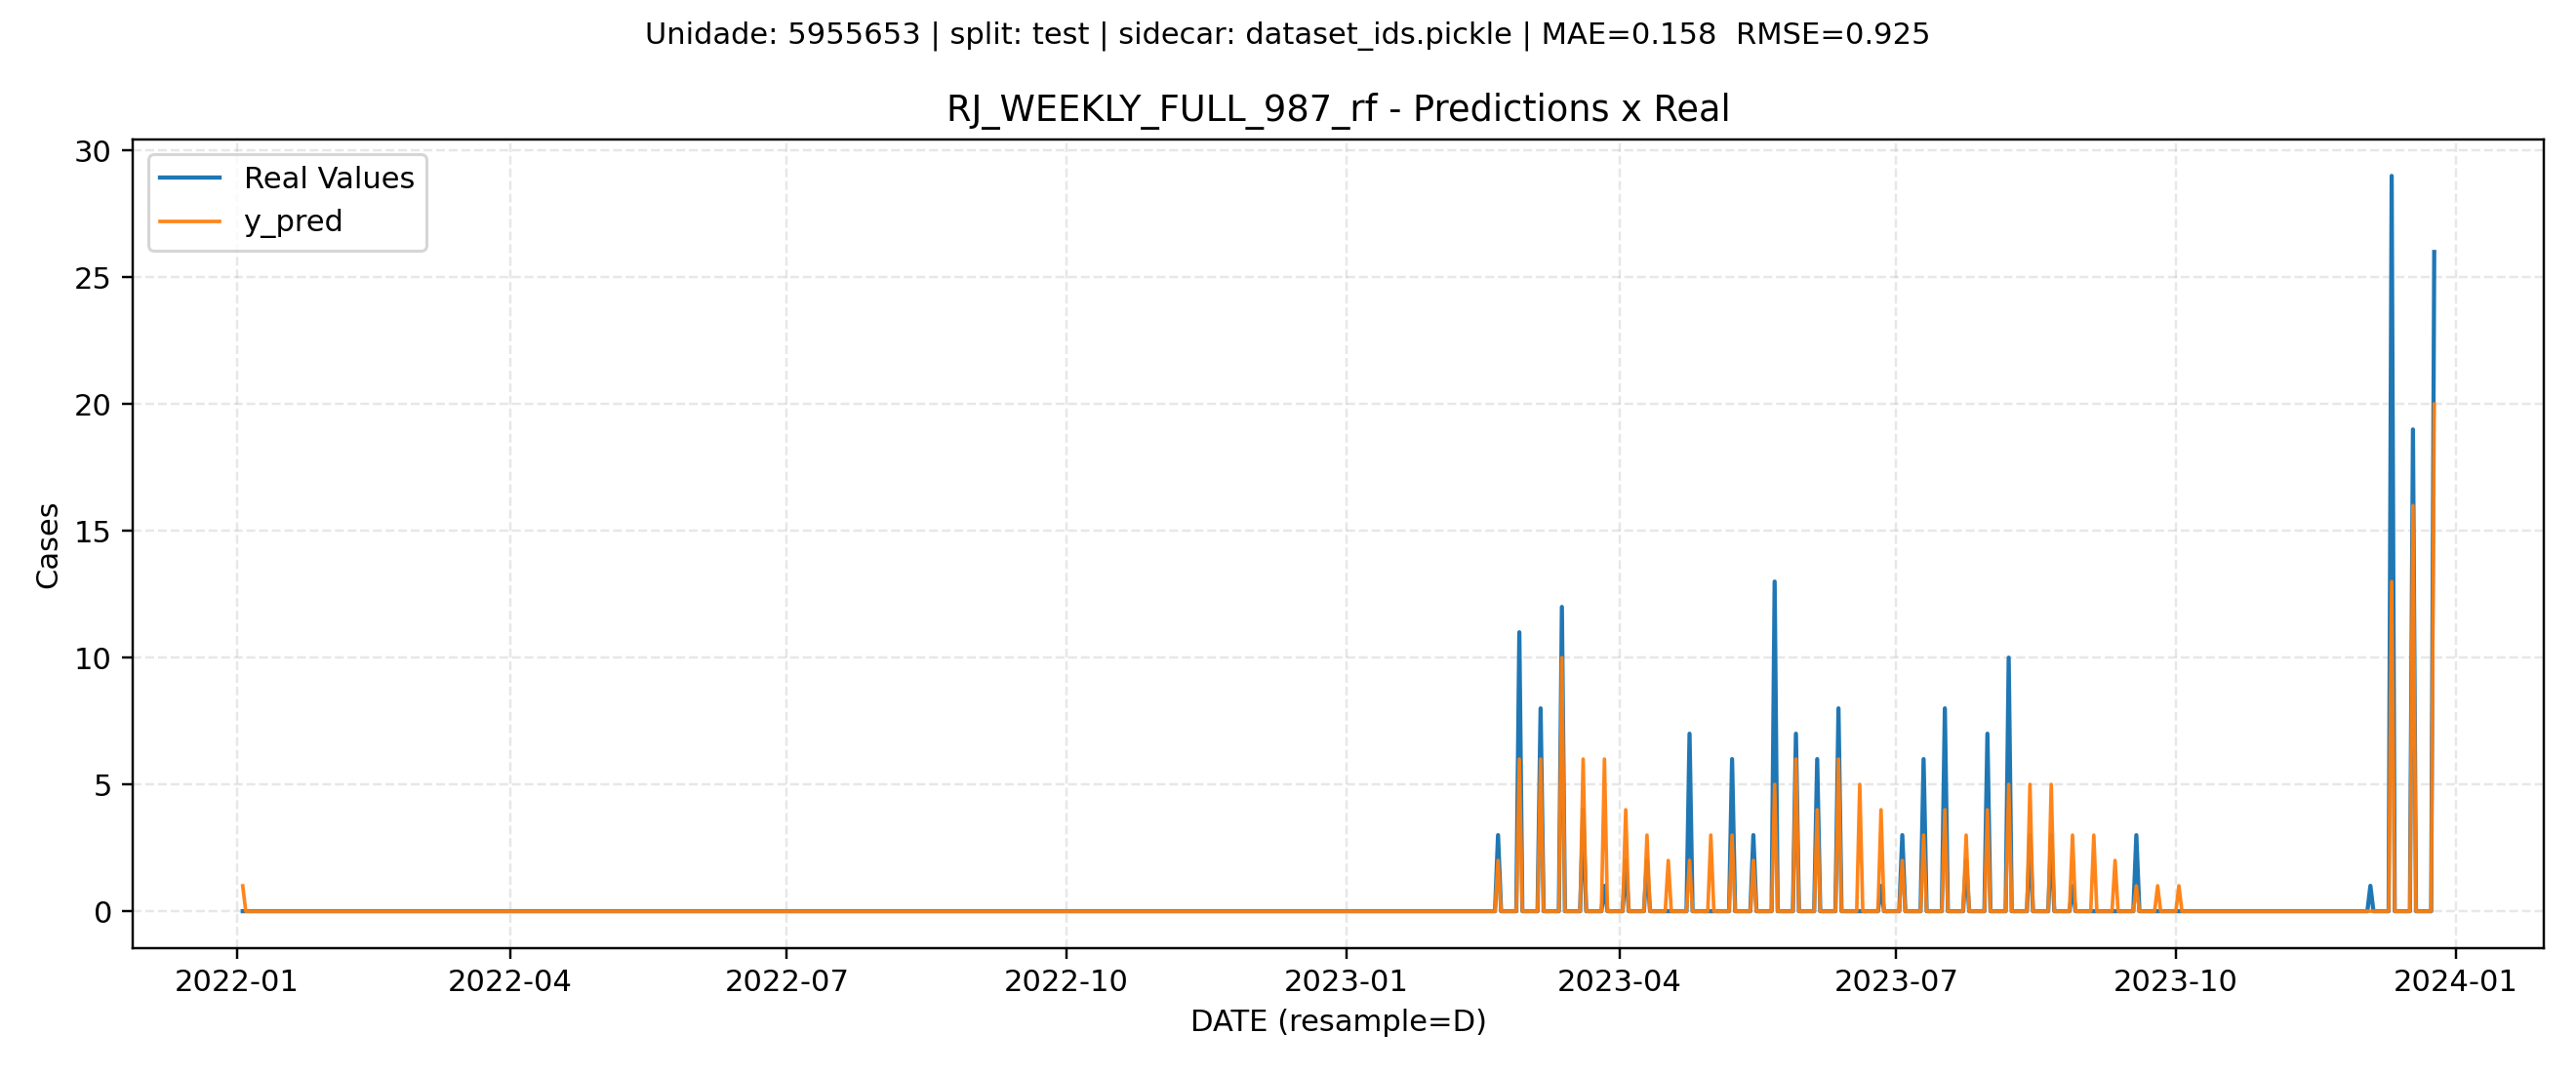 Unidade: 5955653 | split: test | sidecar: dataset_ids.pickle | MAE=0.158  RMSE=0.925
RJ_WEEKLY_FULL_987_rf - Predictions x Real
Real Values
y_pred
30
25
20
15
10
5
0
Cases
2022-01 2022-04 2022-07 2022-10 2023-01 2023-04 2023-07 2023-10 2024-01
DATE (resample=D)